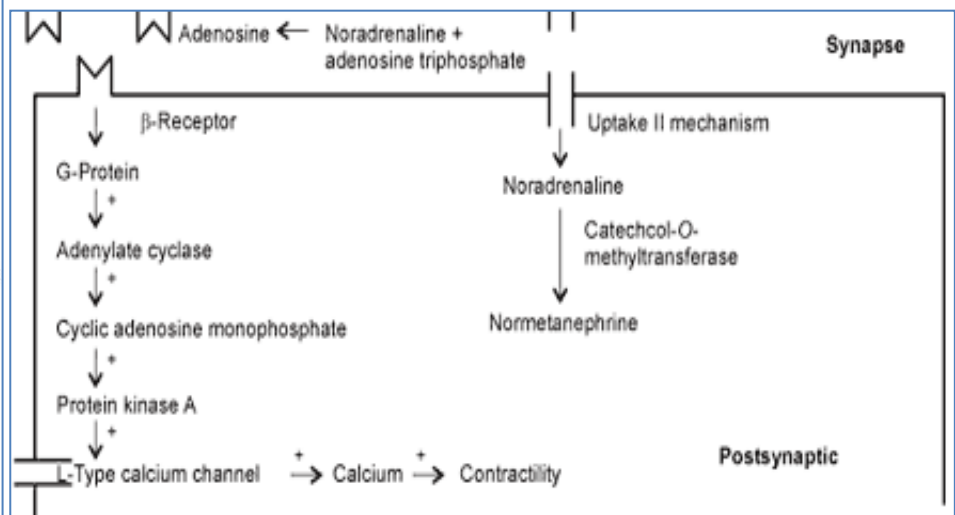 Adenosine
Noradrenaline +
adenosine triphosphate
Synapse
β-Receptor
Uptake II mechanism
G-Protein
+
Noradrenaline
Adenylate cyclase
Catechcol-O-
methyltransferase
+
Cyclic adenosine monophosphate
Normetanephrine
+
Protein kinase A
+
L-Type calcium channel + Calcium + Contractility
Postsynaptic